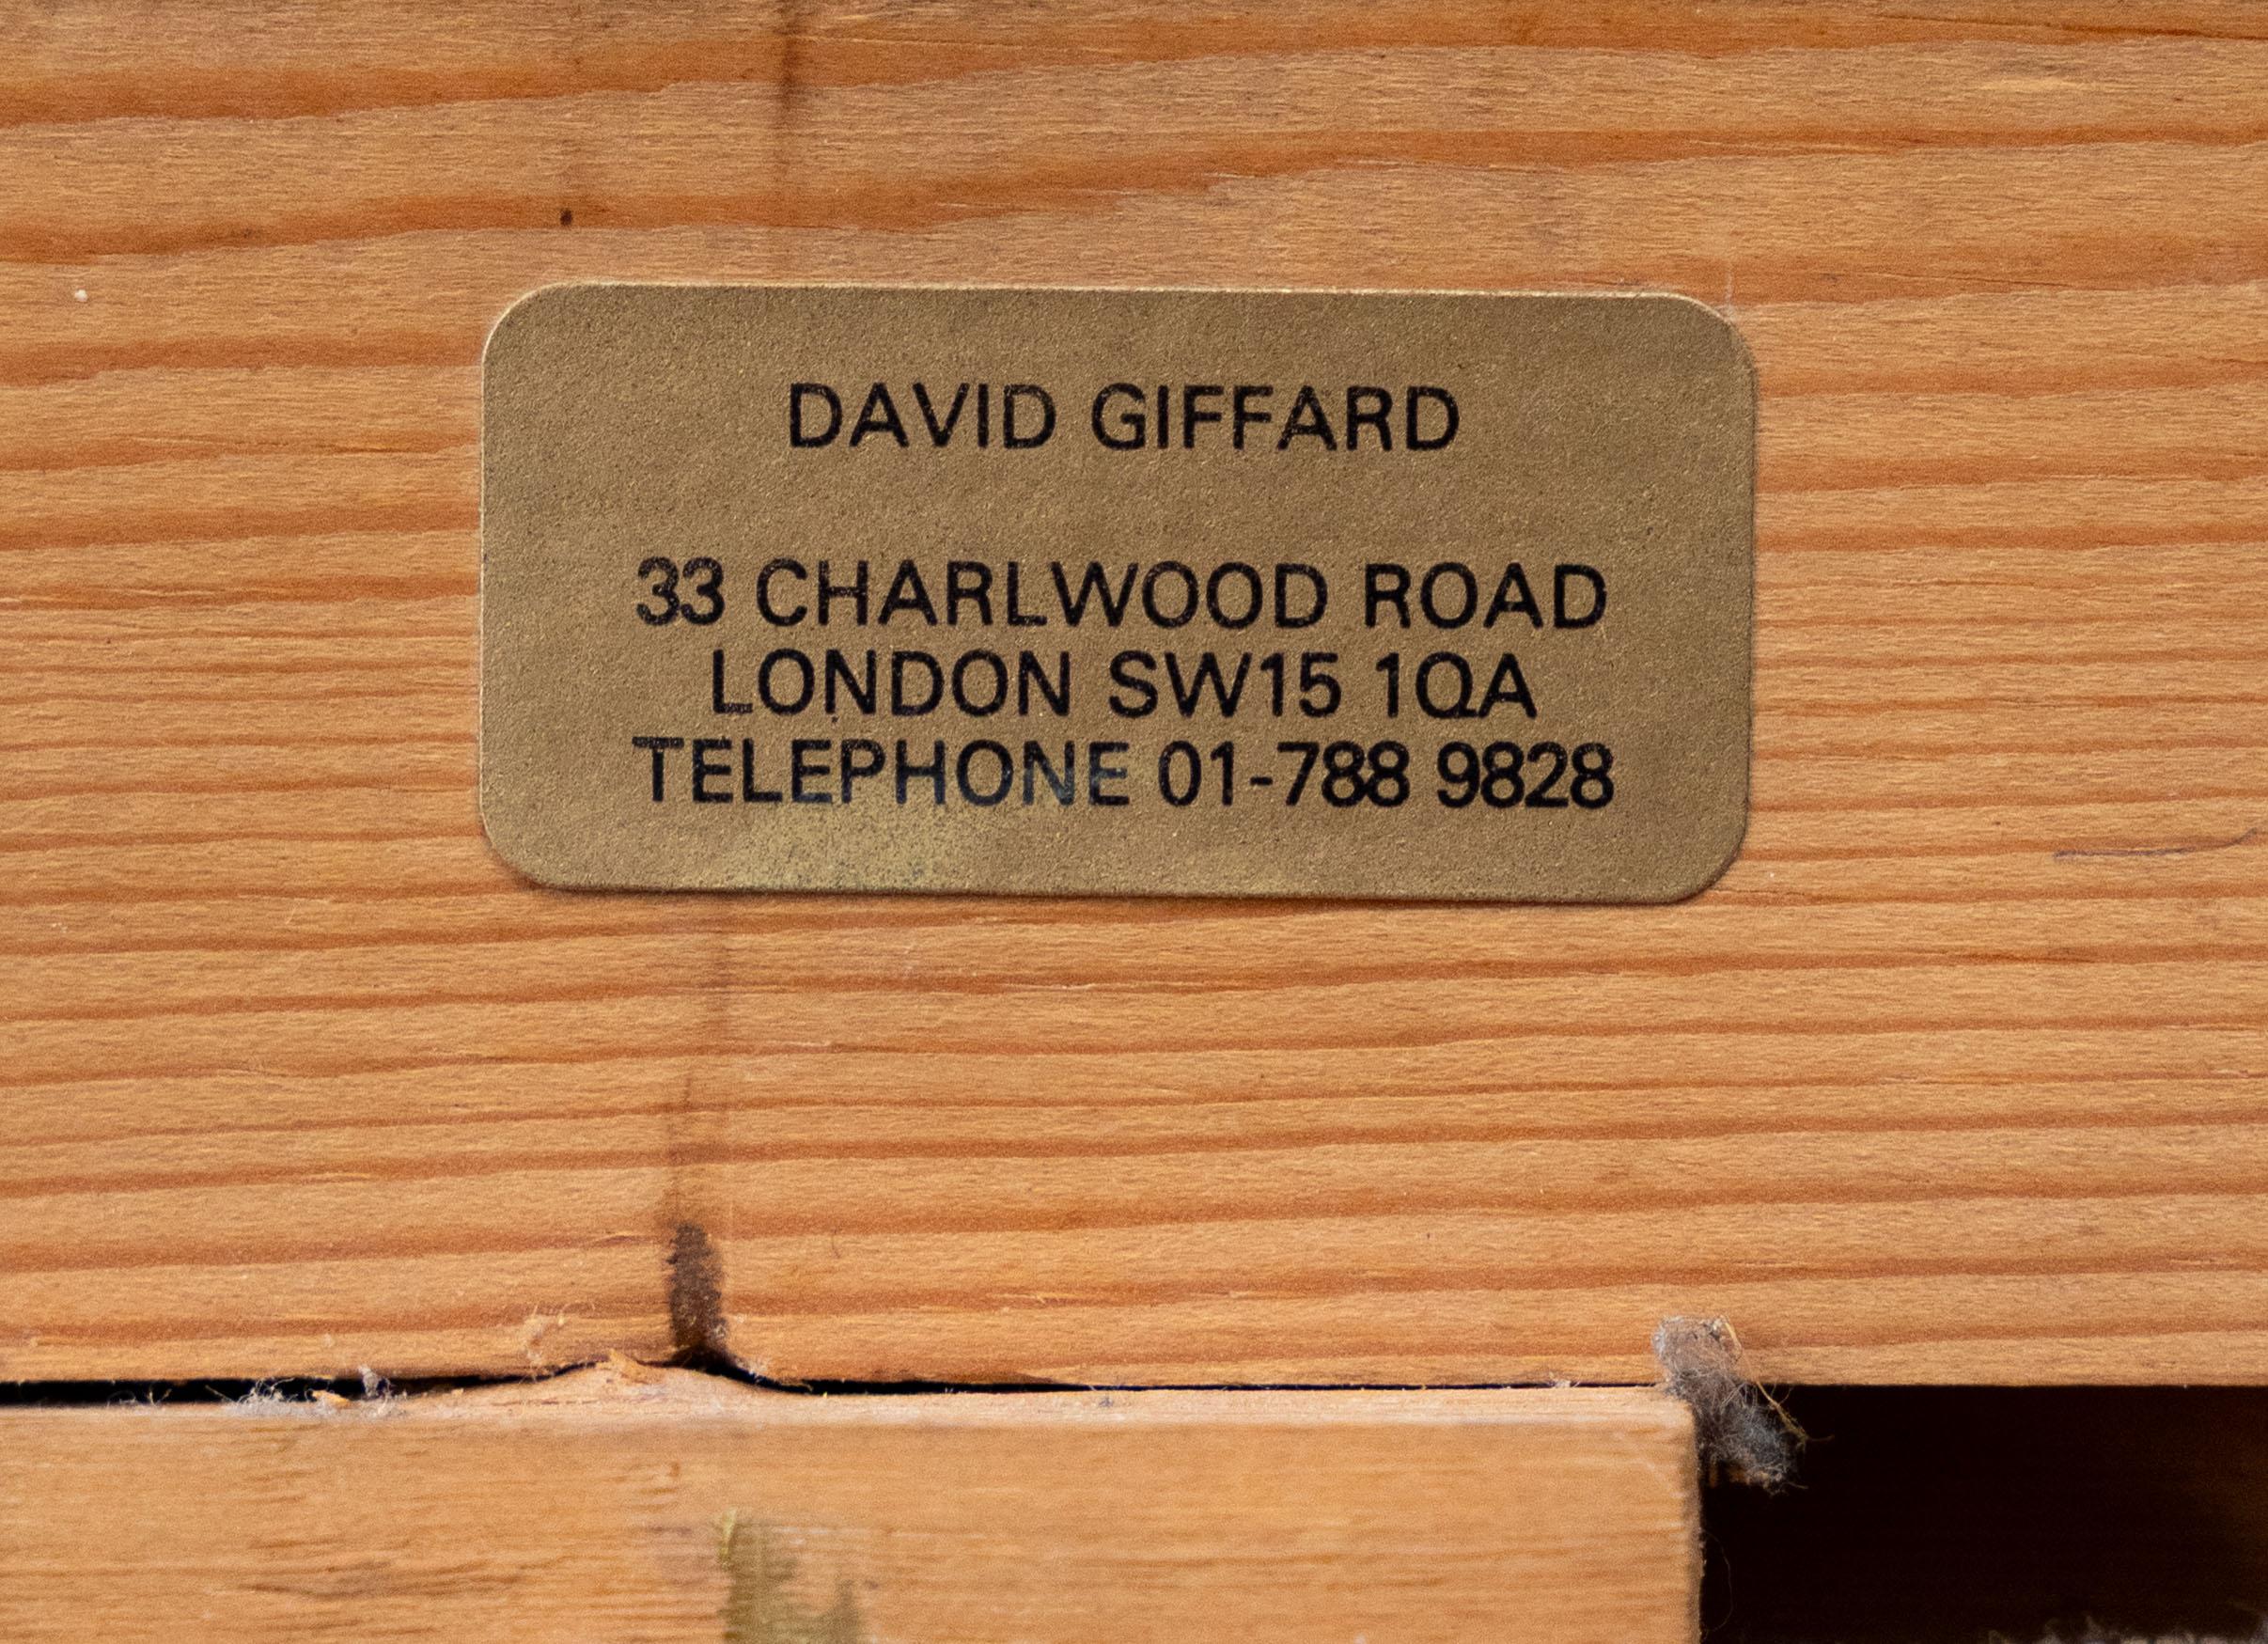 DAVID GIFFARD
33 CHARLWOOD ROAD
LONDON SW15 1QA
TELEPHONE 01-788 9828